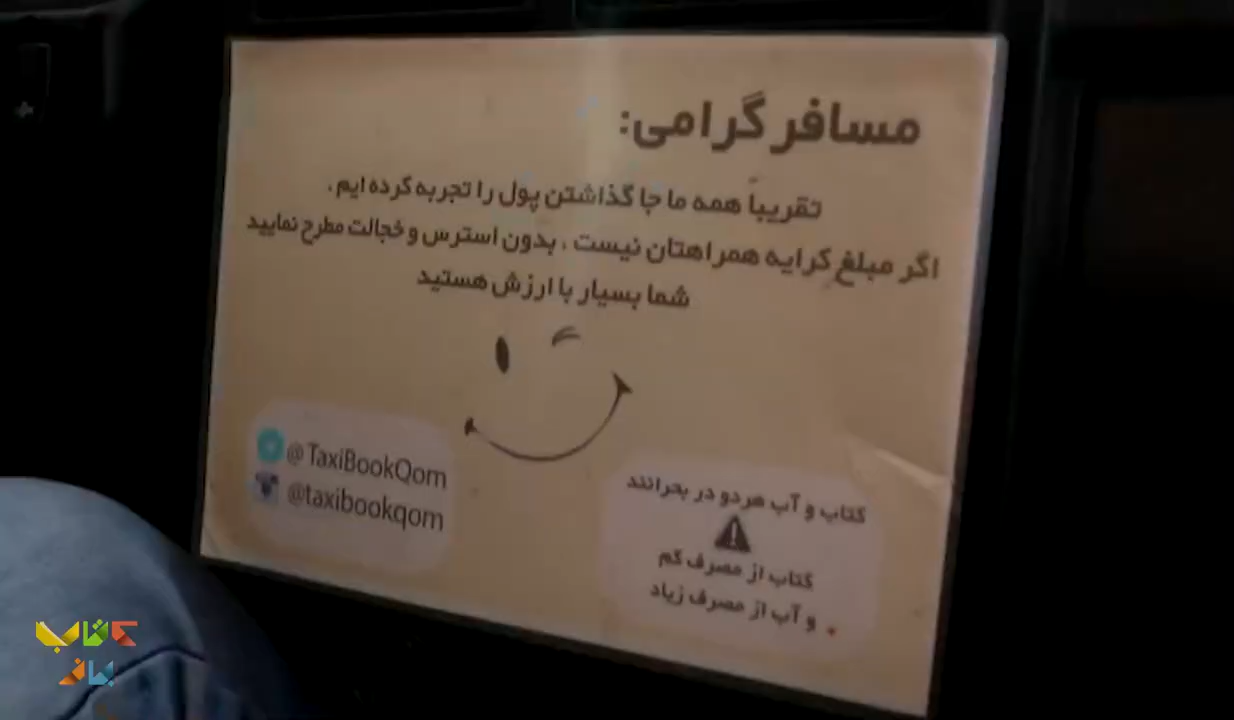 مسافر گرامی:
تقریباً همه ما جا گذاشتن پول را تجربه کرده ایم .
اگر مبلغ کرایه همراهتان نیست . بدون استرس و خجالت مطرح نمایید
شما بسیار با ارزش هستید
@TaxiBookQom
@taxibookqom
کتاب و آب هردو در بحرانند
کتاب از مصرف کم
و آب از مصرف زیاد .
کتاب
باز